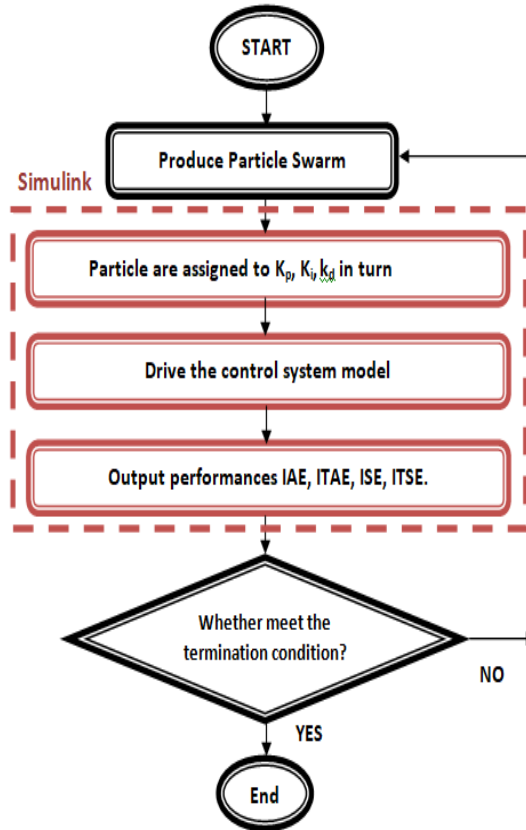 START
Produce Particle Swarm
Simulink
Particle are assigned to Kp, Ki, kd in turn
Drive the control system model
Output performances IAE, ITAE, ISE, ITSE.
Whether meet the
termination condition?
NO
YES
End